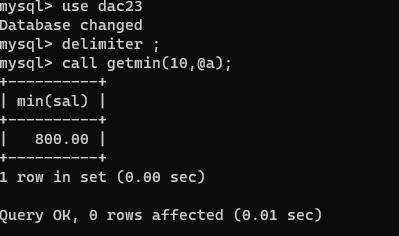 mysql> use dac23
Database changed
mysql> delimiter ;
mysql> call getmin(10,@a);
+----------+
| min(sal) |
+----------+
|   800.00 |
+----------+
1 row in set (0.00 sec)

Query OK, 0 rows affected (0.01 sec)